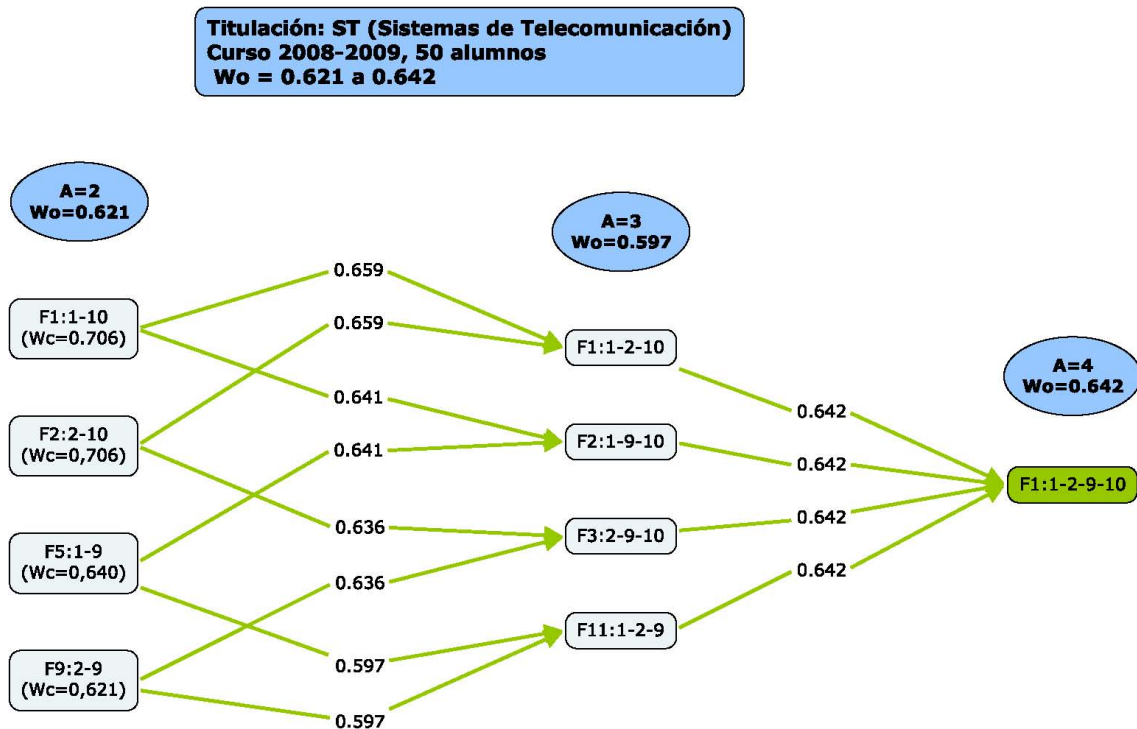 Titulación: ST (Sistemas de Telecomunicación)
Curso 2008-2009, 50 alumnos
Wo = 0.621 a 0.642
A=2
Wo=0.621
A=3
Wo=0.597
A=4
Wo=0.642
F1:1-10
(Wc=0.706)
F2:2-10
(Wc=0,706)
F5:1-9
(Wc=0,640)
F9:2-9
(Wc=0,621)
0.659
0.659
0.641
0.641
0.636
0.636
0.597
0.597
F1:1-2-10
F2:1-9-10
F3:2-9-10
F11:1-2-9
0.642
0.642
0.642
0.642
F1:1-2-9-10